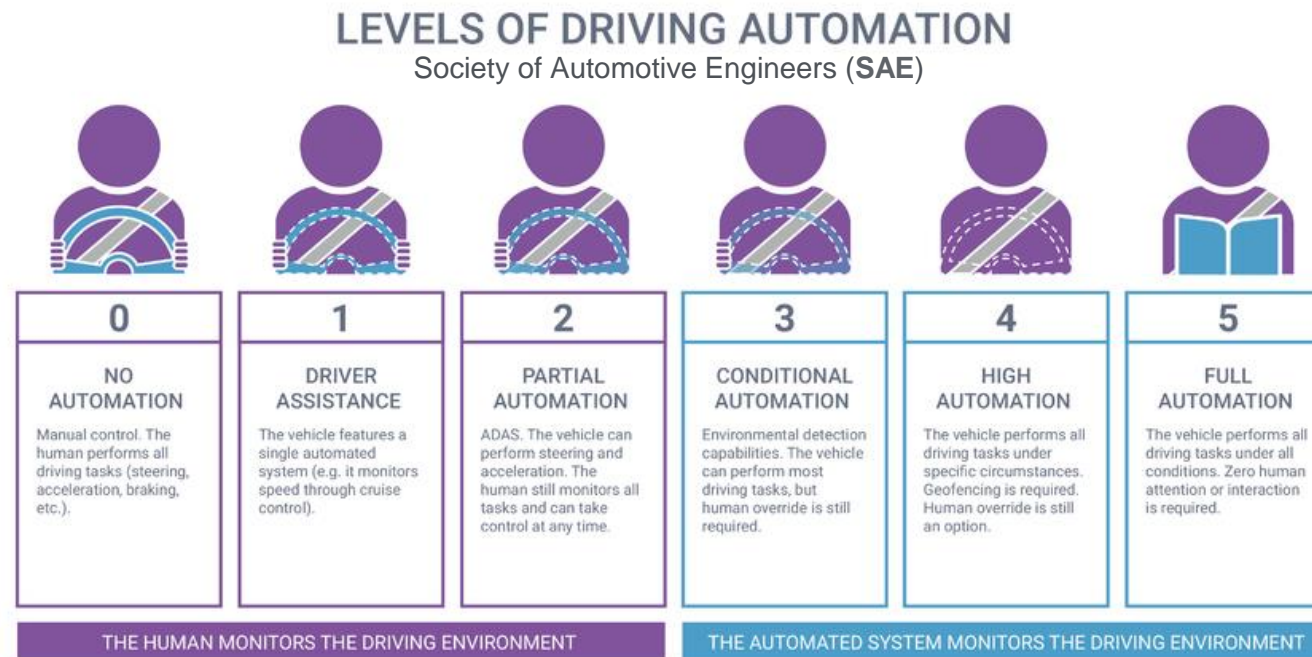 LEVELS OF DRIVING AUTOMATION
Society of Automotive Engineers (SAE)
0
NO
AUTOMATION
Manual control. The
human performs all
driving tasks (steering,
acceleration, braking,
etc.).
1
DRIVER
ASSISTANCE
The vehicle features a
single automated
system (e.g. it monitors
speed through cruise
control).
2
PARTIAL
AUTOMATION
ADAS. The vehicle can
perform steering and
acceleration. The
human still monitors all
tasks and can take
control at any time.
3
CONDITIONAL
AUTOMATION
Environmental detection
capabilities. The vehicle
can perform most
driving tasks, but
human override is still
required.
4
HIGH
AUTOMATION
The vehicle performs all
driving tasks under
specific circumstances.
Geofencing is required.
Human override is still
an option.
5
FULL
AUTOMATION
The vehicle performs all
driving tasks under all
conditions. Zero human
attention or interaction
is required.
THE HUMAN MONITORS THE DRIVING ENVIRONMENT
THE AUTOMATED SYSTEM MONITORS THE DRIVING ENVIRONMENT